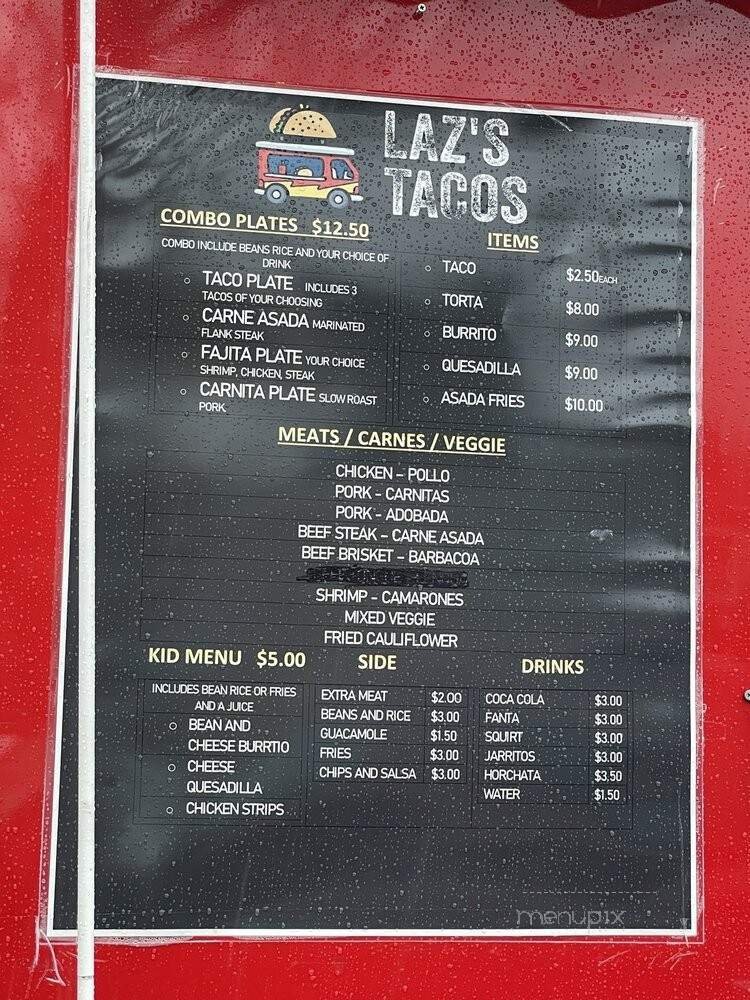 LAZ'S
TACOS
COMBO PLATES $12.50
COMBO INCLUDE BEANS RICE AND YOUR CHOICE OF
DRINK
○ TACO PLATE INCLUDES 3
TACOS OF YOUR CHOOSING
○ CARNE ASADA MARINATED
FLANK STEAK
○ FAJITA PLATE YOUR CHOICE
SHRIMP, CHICKEN, STEAK
○ CARNITA PLATE SLOW ROAST
PORK.
ITEMS
○ TACO $2.50EACH
○ TORTA $8.00
○ BURRITO $9.00
○ QUESADILLA $9.00
○ ASADA FRIES $10.00
MEATS / CARNES / VEGGIE
CHICKEN – POLLO
PORK – CARNITAS
PORK – ADOBADA
BEEF STEAK – CARNE ASADA
BEEF BRISKET – BARBACOA
SHRIMP – CAMARONES
MIXED VEGGIE
FRIED CAULIFLOWER
KID MENU $5.00
INCLUDES BEAN RICE OR FRIES
AND A JUICE
○ BEAN AND
CHEESE BURRTIO
○ CHEESE
QUESADILLA
○ CHICKEN STRIPS
SIDE
EXTRA MEAT $2.00
BEANS AND RICE $3.00
GUACAMOLE $1.50
FRIES $3.00
CHIPS AND SALSA $3.00
DRINKS
COCA COLA $3.00
FANTA $3.00
SQUIRT $3.00
JARRITOS $3.00
HORCHATA $3.50
WATER $1.50
menupix